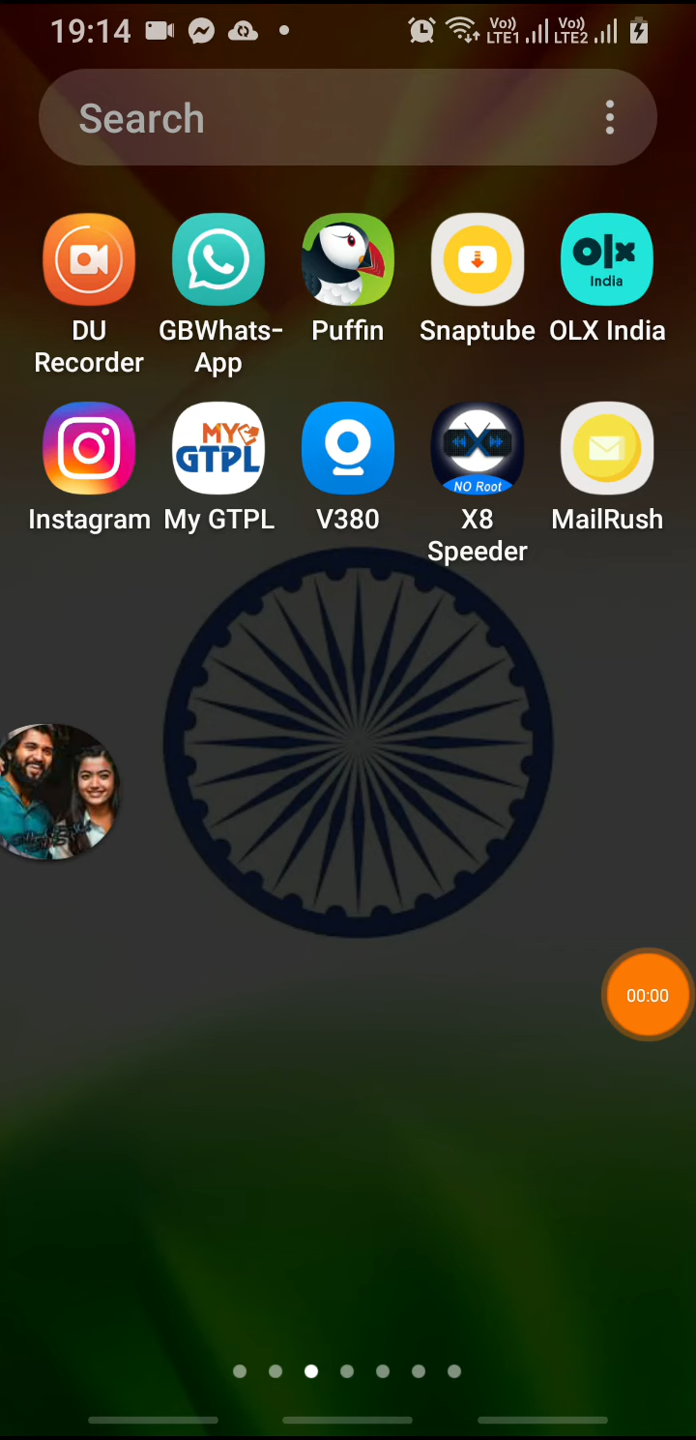 19:14
Vo)) LTE1 Vo)) LTE2
Search
olx
India
DU Recorder
GBWhats-
App
Puffin
Snaptube
OLX India
MY
GTPL
NO Root
Instagram
My GTPL
V380
X8
Speeder
MailRush
00:00